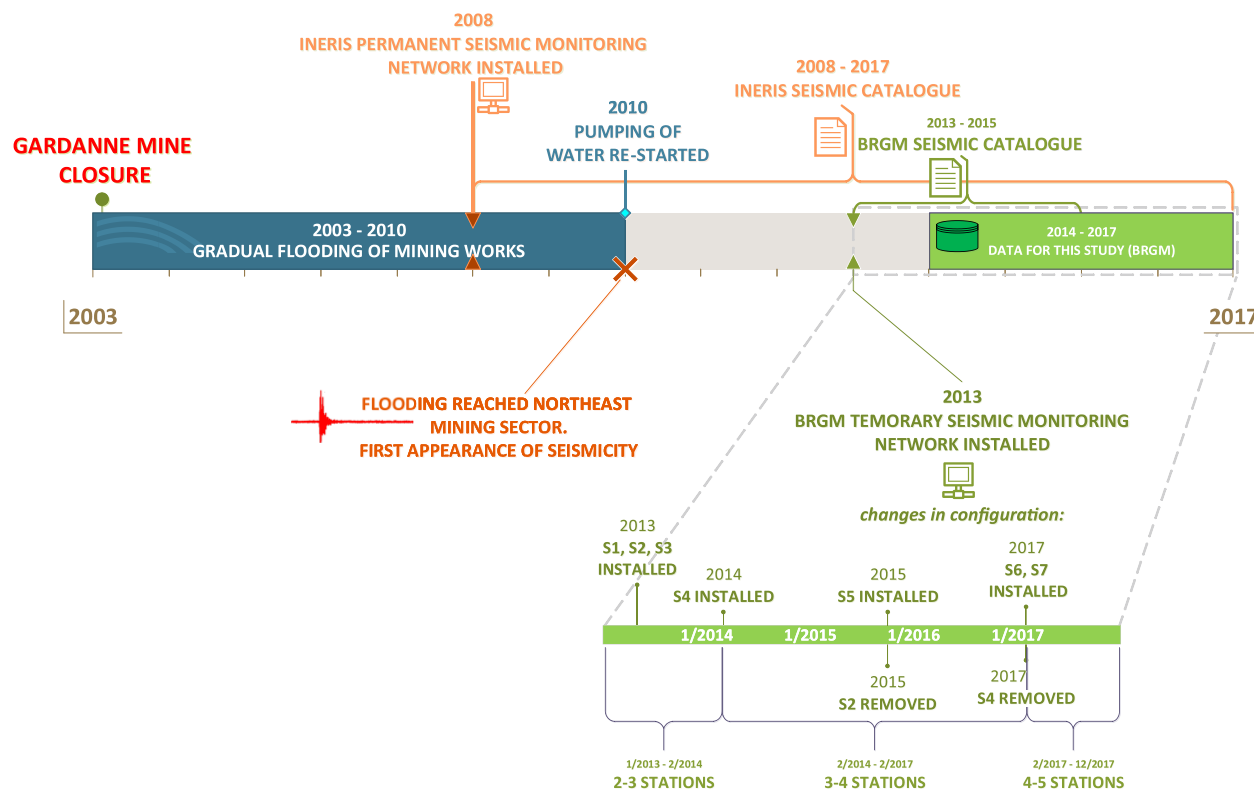 2008
INERIS PERMANENT SEISMIC MONITORING
NETWORK INSTALLED
2008 - 2017
INERIS SEISMIC CATALOGUE
2010
PUMPING OF
WATER RE-STARTED
2013 - 2015
BRGM SEISMIC CATALOGUE
GARDANNE MINE
CLOSURE
2003 - 2010
GRADUAL FLOODING OF MINING WORKS
2014 - 2017
DATA FOR THIS STUDY (BRGM)
2003
2017
FLOODING REACHED NORTHEAST
MINING SECTOR.
FIRST APPEARANCE OF SEISMICITY
2013
BRGM TEMORARY SEISMIC MONITORING
NETWORK INSTALLED
changes in configuration:
2013
S1, S2, S3
INSTALLED
2014
S4 INSTALLED
2015
S5 INSTALLED
2017
S6, S7
INSTALLED
1/2014
1/2015
1/2016
1/2017
2015
S2 REMOVED
2017
S4 REMOVED
1/2013 - 2/2014
2-3 STATIONS
2/2014 - 2/2017
3-4 STATIONS
2/2017 - 12/2017
4-5 STATIONS